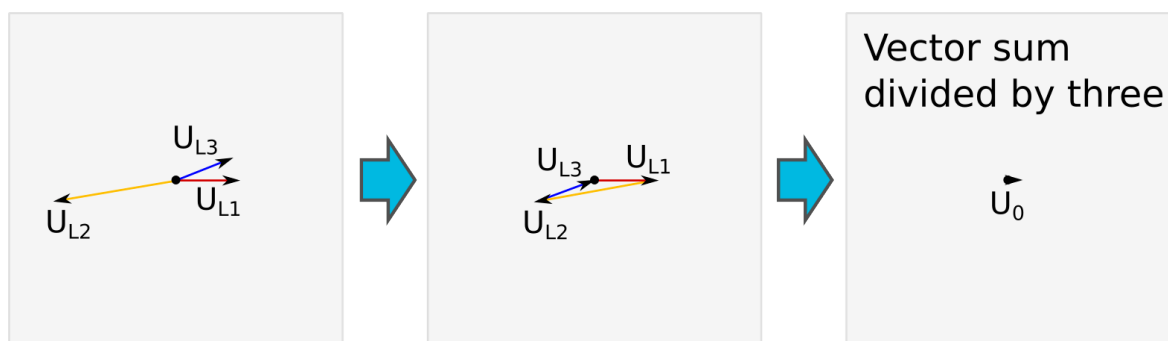 U_L3
U_L1
U_L2
U_L3
U_L1
U_L2
Vector sum
divided by three
U_0